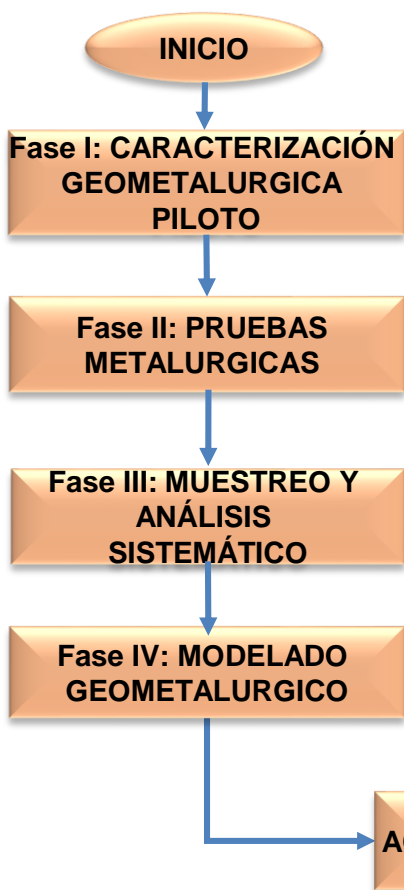 INICIO
Fase I: CARACTERIZACIÓN
GEOMETALURGICA
PILOTO
Fase II: PRUEBAS
METALURGICAS
Fase III: MUESTREO Y
ANÁLISIS
SISTEMÁTICO
Fase IV: MODELADO
GEOMETALURGICO